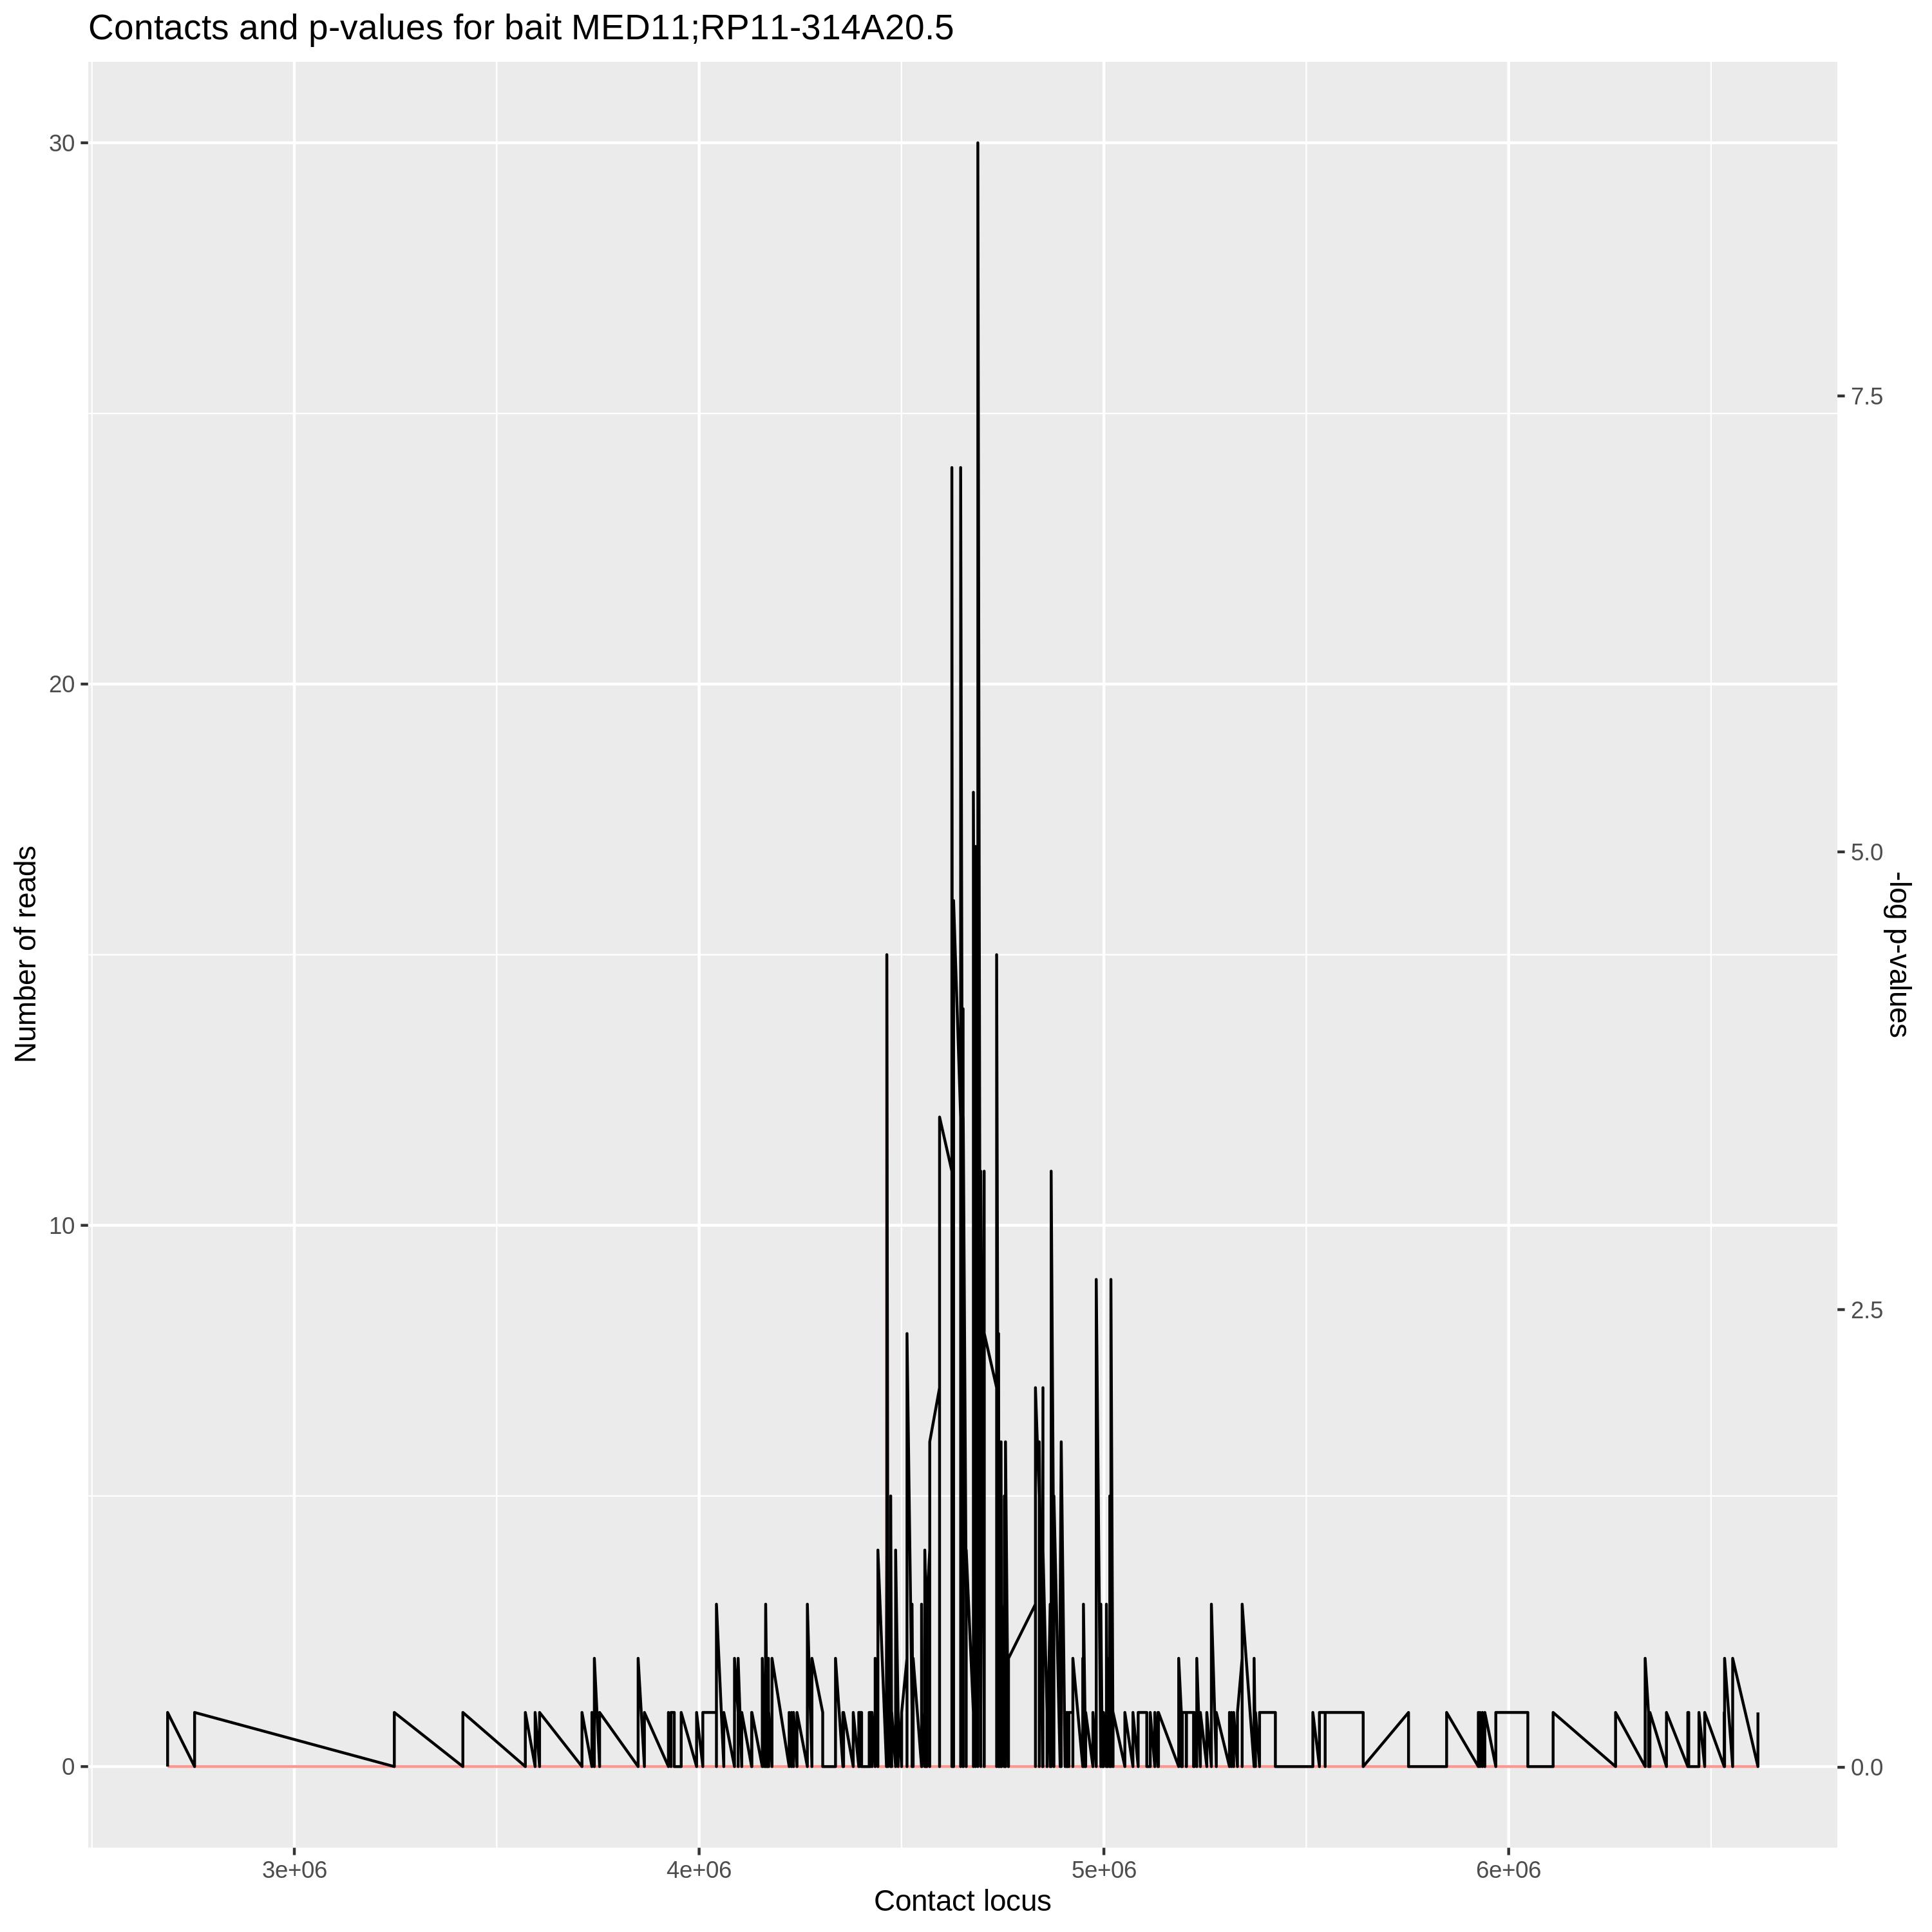 Contacts and p-values for bait MED11;RP11-314A20.5
30
20
10
0
Number of reads
7.5
5.0
2.5
0.0
-log p-values
3e+06
4e+06
5e+06
6e+06
Contact locus